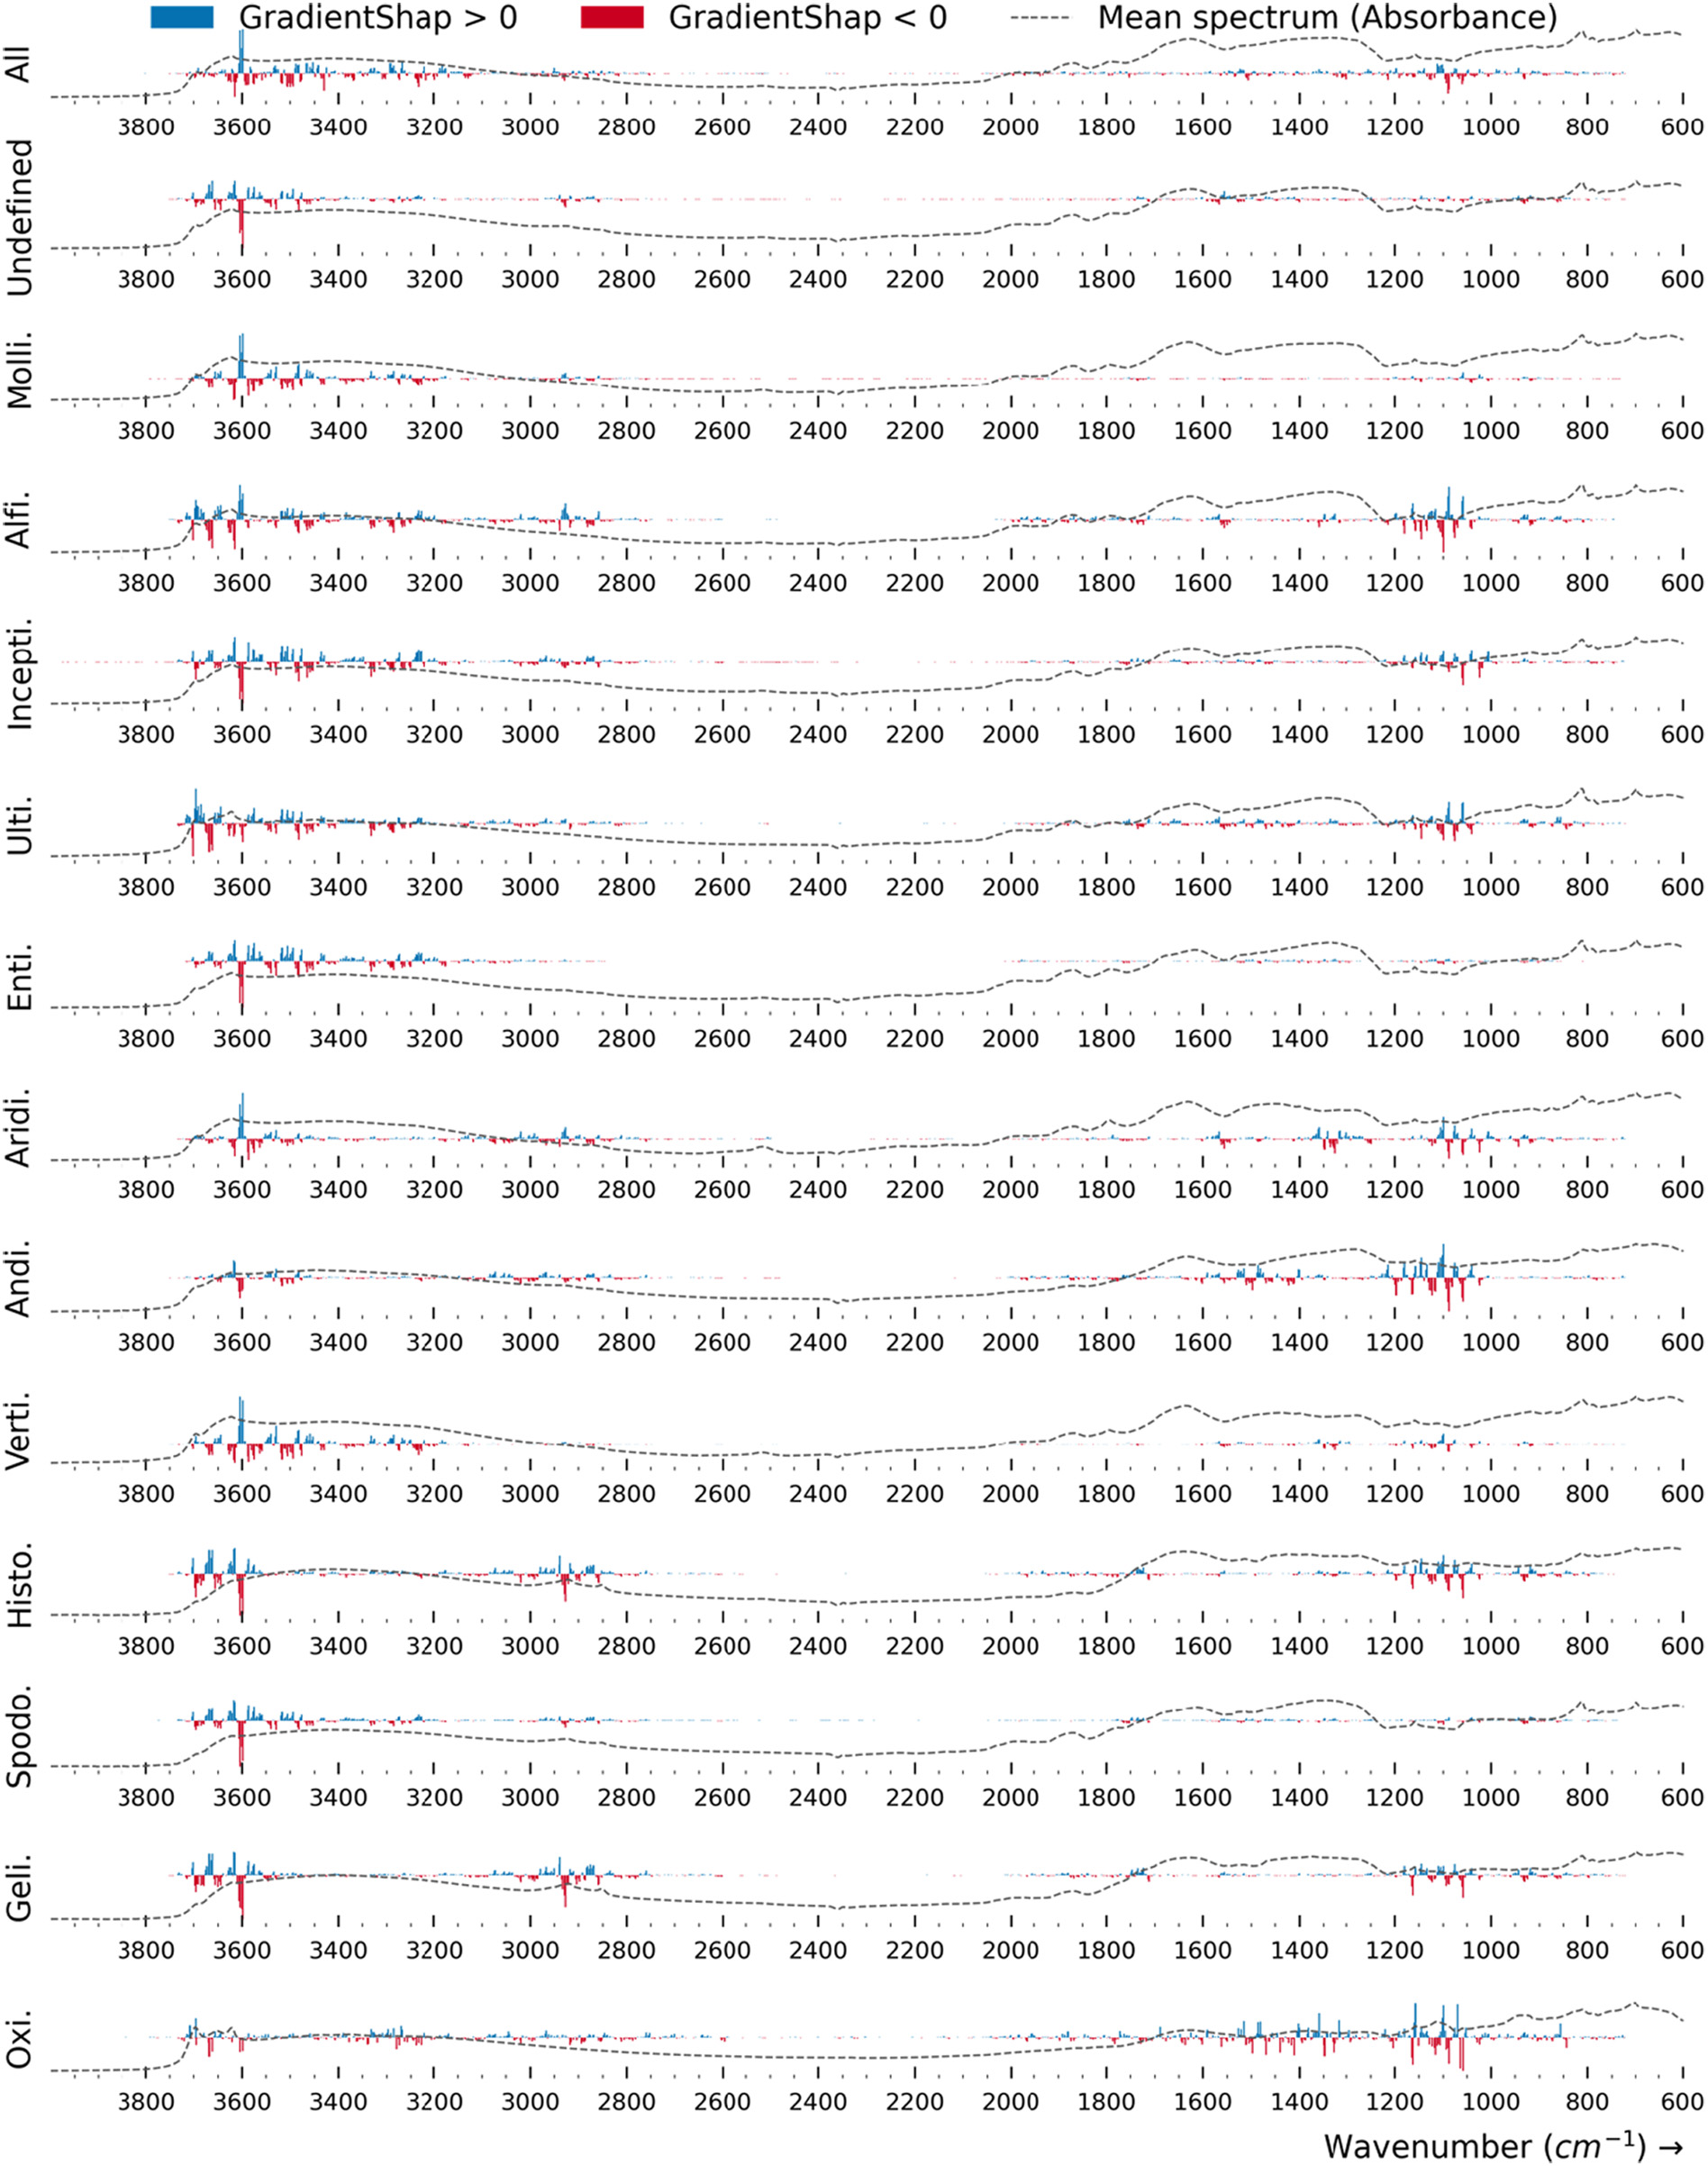 GradientShap > 0 GradientShap < 0 Mean spectrum (Absorbance)
All
3800 3600 3400 3200 3000 2800 2600 2400 2200 2000 1800 1600 1400 1200 1000 800 600
Undefined
3800 3600 3400 3200 3000 2800 2600 2400 2200 2000 1800 1600 1400 1200 1000 800 600
Molli.
3800 3600 3400 3200 3000 2800 2600 2400 2200 2000 1800 1600 1400 1200 1000 800 600
Alfi.
3800 3600 3400 3200 3000 2800 2600 2400 2200 2000 1800 1600 1400 1200 1000 800 600
Incepti.
3800 3600 3400 3200 3000 2800 2600 2400 2200 2000 1800 1600 1400 1200 1000 800 600
Ulti.
3800 3600 3400 3200 3000 2800 2600 2400 2200 2000 1800 1600 1400 1200 1000 800 600
Enti.
3800 3600 3400 3200 3000 2800 2600 2400 2200 2000 1800 1600 1400 1200 1000 800 600
Aridi.
3800 3600 3400 3200 3000 2800 2600 2400 2200 2000 1800 1600 1400 1200 1000 800 600
Andi.
3800 3600 3400 3200 3000 2800 2600 2400 2200 2000 1800 1600 1400 1200 1000 800 600
Verti.
3800 3600 3400 3200 3000 2800 2600 2400 2200 2000 1800 1600 1400 1200 1000 800 600
Histo.
3800 3600 3400 3200 3000 2800 2600 2400 2200 2000 1800 1600 1400 1200 1000 800 600
Spodo.
3800 3600 3400 3200 3000 2800 2600 2400 2200 2000 1800 1600 1400 1200 1000 800 600
Geli.
3800 3600 3400 3200 3000 2800 2600 2400 2200 2000 1800 1600 1400 1200 1000 800 600
Oxi.
3800 3600 3400 3200 3000 2800 2600 2400 2200 2000 1800 1600 1400 1200 1000 800 600
Wavenumber (cm⁻¹) →